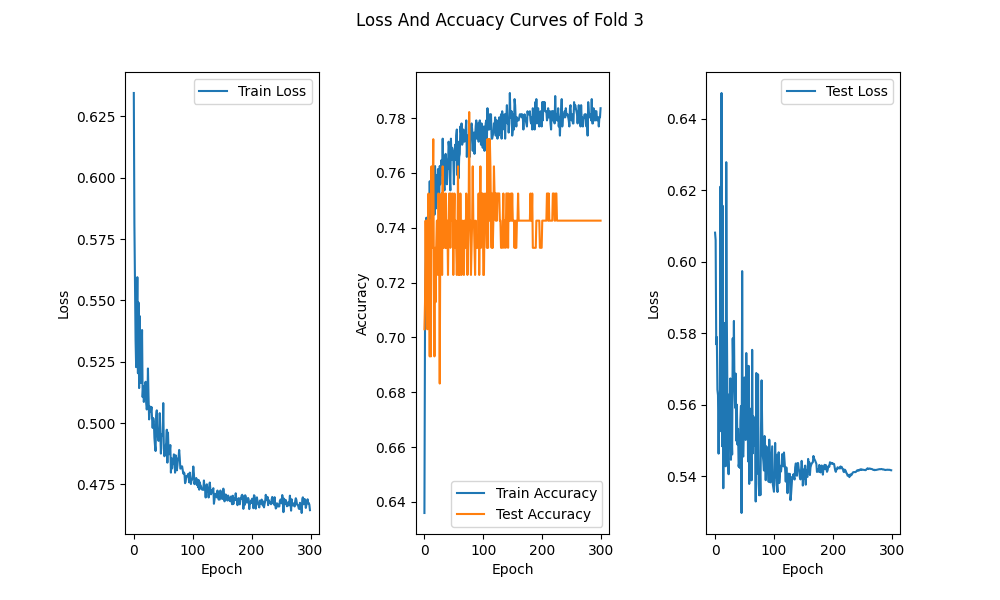 Loss And Accuacy Curves of Fold 3
Train Loss
0.625
0.600
0.575
0.550
0.525
0.500
0.475
Loss
0 100 200 300
Epoch
0.78
0.76
0.74
0.72
0.70
0.68
0.66
0.64
Accuracy
Train Accuracy
Test Accuracy
0 100 200 300
Epoch
Test Loss
0.64
0.62
0.60
0.58
0.56
0.54
Loss
0 100 200 300
Epoch